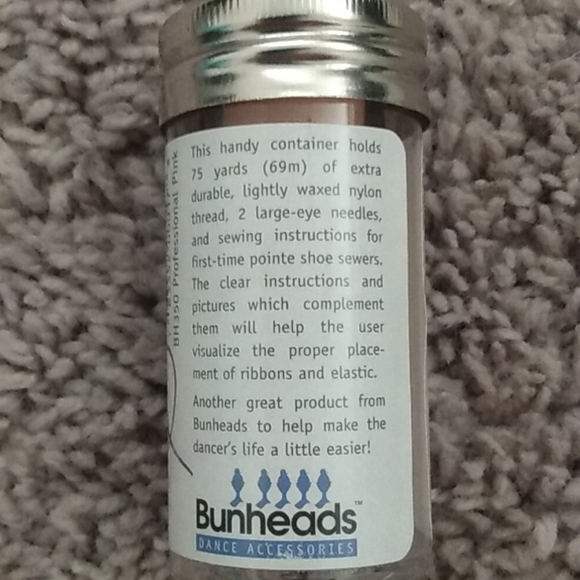 This handy container holds
75 yards (69m) of extra
durable, lightly waxed nylon
thread, 2 large-eye needles,
and sewing instructions for
first-time pointe shoe sewers.
The clear instructions and
pictures which complement
them will help the user
visualize the proper place-
ment of ribbons and elastic.
Another great product from
Bunheads to help make the
dancer's life a little easier!
Bunheads™
DANCE ACCESSORIES
BH350 Professional Pink